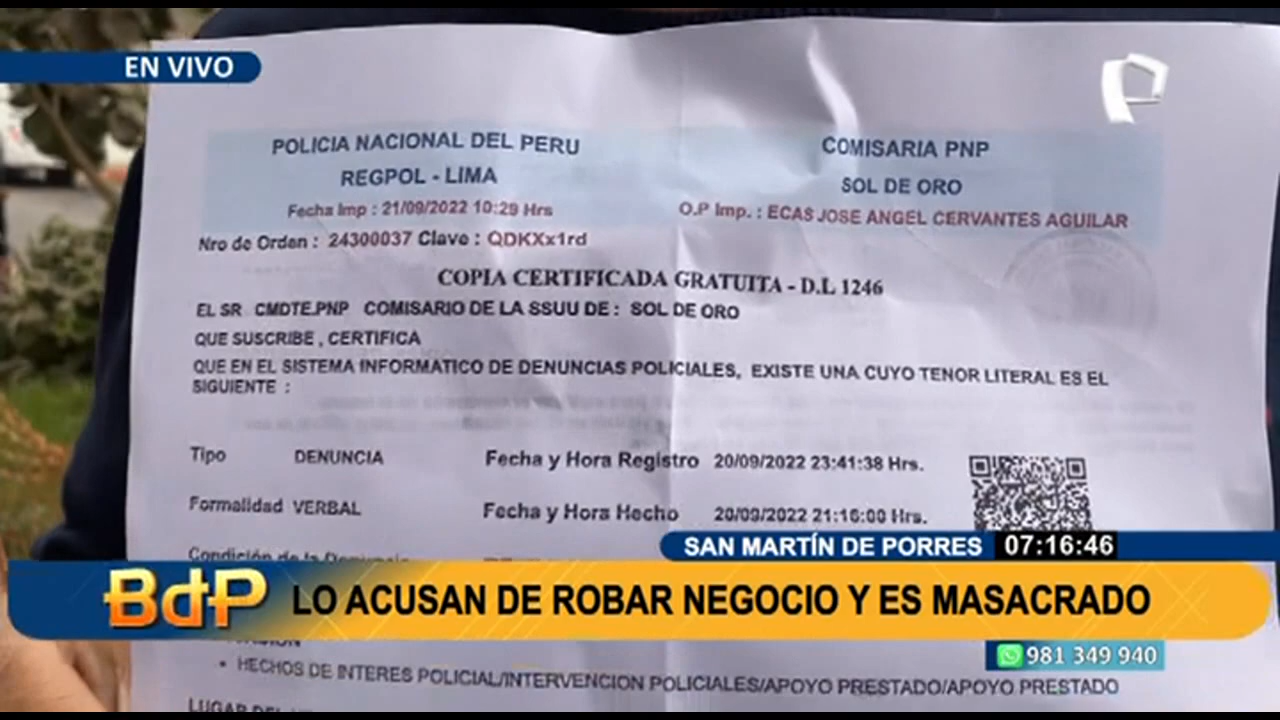 EN VIVO
POLICIA NACIONAL DEL PERU
REGPOL - LIMA
Fecha Imp : 21/09/2022 10:29 Hrs
COMISARIA PNP
SOL DE ORO
O.P Imp. : ECAS JOSE ANGEL CERVANTES AGUILAR
Nro de Orden : 24300037 Clave : QDKXx1rd
COPIA CERTIFICADA GRATUITA - D.L 1246
EL SR CMDTE.PNP COMISARIO DE LA SSUU DE : SOL DE ORO
QUE SUSCRIBE , CERTIFICA
QUE EN EL SISTEMA INFORMATICO DE DENUNCIAS POLICIALES, EXISTE UNA CUYO TENOR LITERAL ES EL
SIGUIENTE :
Tipo DENUNCIA Fecha y Hora Registro 20/09/2022 23:41:38 Hrs.
Formalidad VERBAL Fecha y Hora Hecho 20/09/2022 21:16:00 Hrs.
Condición de la Denuncia
SAN MARTÍN DE PORRES 07:16:46
BdP LO ACUSAN DE ROBAR NEGOCIO Y ES MASACRADO
981 349 940
• HECHOS DE INTERES POLICIAL/INTERVENCION POLICIALES/APOYO PRESTADO/APOYO PRESTADO
LUGAR DEL